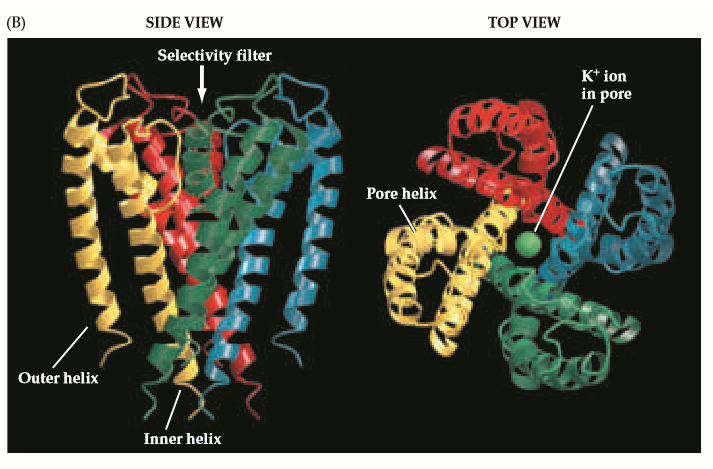 (B)
SIDE VIEW
TOP VIEW
Selectivity filter
K+ ion
in pore
Pore helix
Outer helix
Inner helix